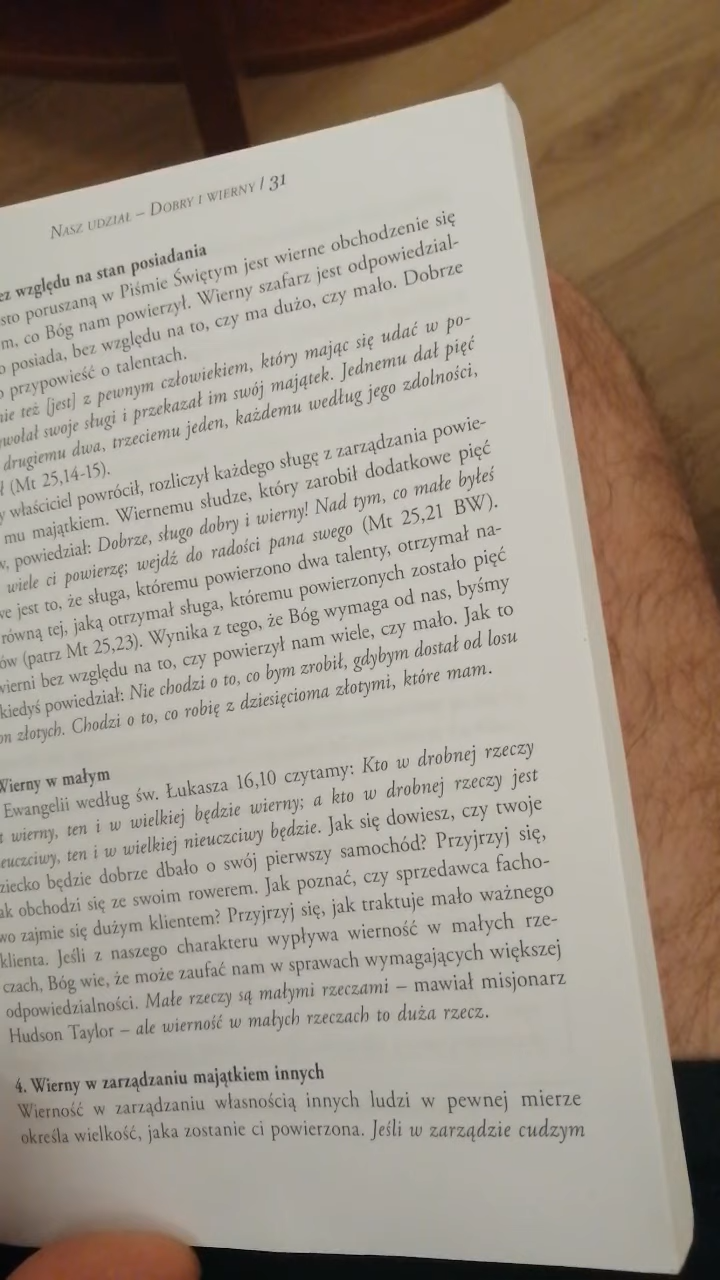 NASZ UDZIAŁ – DOBRY I WIERNY / 31
względu na stan posiadania
poruszaną w Piśmie Świętym jest wierne obchodzenie się
co Bóg nam powierzył. Wierny szafarz jest odpowiedzial-
posiada, bez względu na to, czy ma dużo, czy mało. Dobrze
przypowieść o talentach.
też [jest] z pewnym człowiekiem, który mając się udać w po-
swoje sługi i przekazał im swój majątek. Jednemu dał pięć
drugiemu dwa, trzeciemu jeden, każdemu według jego zdolności,
(Mt 25,14-15).
właściciel powrócił, rozliczył każdego sługę z zarządzania powie-
mu majątkiem. Wiernemu słudze, który zarobił dodatkowe pięć
powiedział: Dobrze, sługo dobry i wierny! Nad tym, co małe byłeś
wiele ci powierzę; wejdź do radości pana swego (Mt 25,21 BW).
jest to, że sługa, któremu powierzono dwa talenty, otrzymał na-
równą tej, jaką otrzymał sługa, któremu powierzonych zostało pięć
ów (patrz Mt 25,23). Wynika z tego, że Bóg wymaga od nas, byśmy
wierni bez względu na to, czy powierzył nam wiele, czy mało. Jak to
kiedyś powiedział: Nie chodzi o to, co bym zrobił, gdybym dostał od losu
on złotych. Chodzi o to, co robię z dziesięcioma złotymi, które mam.
Wierny w małym
Ewangelii według św. Łukasza 16,10 czytamy: Kto w drobnej rzeczy
wierny, ten i w wielkiej będzie wierny; a kto w drobnej rzeczy jest
euczciwy, ten i w wielkiej nieuczciwy będzie. Jak się dowiesz, czy twoje
ziecko będzie dobrze dbało o swój pierwszy samochód? Przyjrzyj się,
ak obchodzi się ze swoim rowerem. Jak poznać, czy sprzedawca facho-
wo zajmie się dużym klientem? Przyjrzyj się, jak traktuje mało ważnego
klienta. Jeśli z naszego charakteru wypływa wierność w małych rze-
czach, Bóg wie, że może zaufać nam w sprawach wymagających większej
odpowiedzialności. Małe rzeczy są małymi rzeczami – mawiał misjonarz
Hudson Taylor – ale wierność w małych rzeczach to duża rzecz.
4. Wierny w zarządzaniu majątkiem innych
Wierność w zarządzaniu własnością innych ludzi w pewnej mierze
określa wielkość, jaka zostanie ci powierzona. Jeśli w zarządzie cudzym